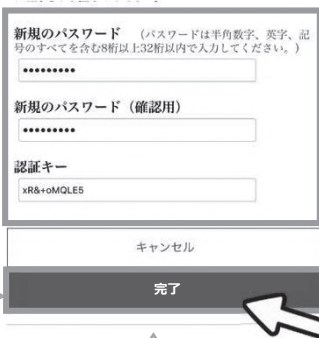 新規のパスワード （パスワードは半角数字、英字、記
号のすべてを含む8桁以上32桁以内で入力してください。）
•••••••••
新規のパスワード（確認用）
•••••••••
認証キー
xR&+oMQLE5
キャンセル
完了